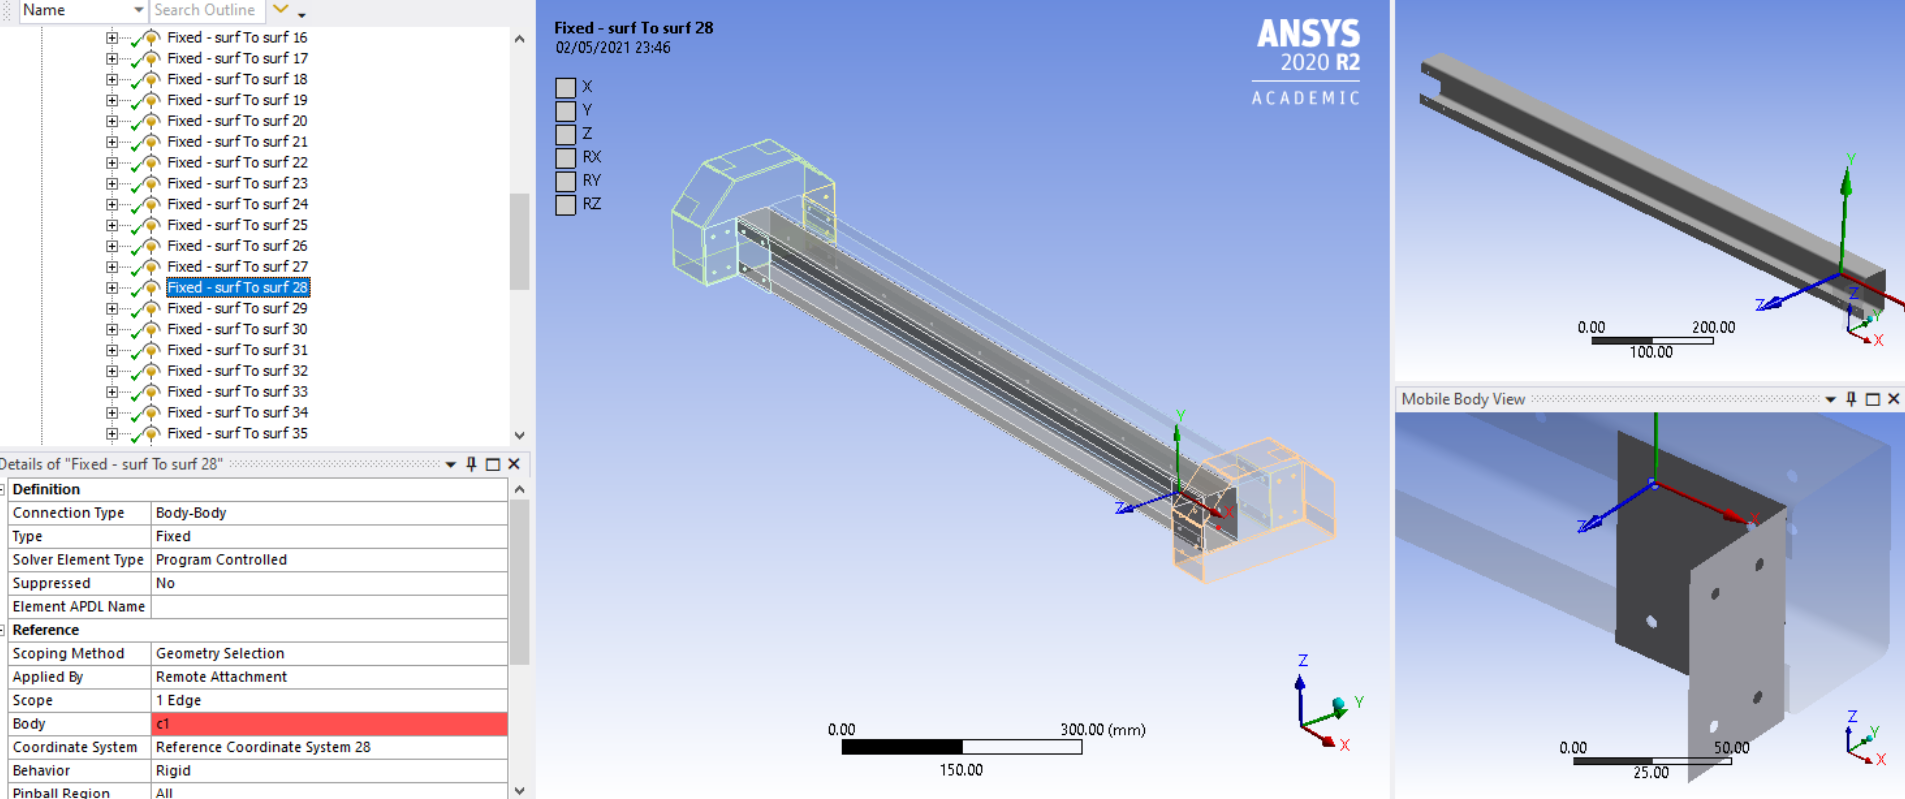 Name
Search Outline
Fixed - surf To surf 16
Fixed - surf To surf 17
Fixed - surf To surf 18
Fixed - surf To surf 19
Fixed - surf To surf 20
Fixed - surf To surf 21
Fixed - surf To surf 22
Fixed - surf To surf 23
Fixed - surf To surf 24
Fixed - surf To surf 25
Fixed - surf To surf 26
Fixed - surf To surf 27
Fixed - surf To surf 28
Fixed - surf To surf 29
Fixed - surf To surf 30
Fixed - surf To surf 31
Fixed - surf To surf 32
Fixed - surf To surf 33
Fixed - surf To surf 34
Fixed - surf To surf 35
Details of "Fixed - surf To surf 28"
Definition
Connection Type Body-Body
Type Fixed
Solver Element Type Program Controlled
Suppressed No
Element APDL Name
Reference
Scoping Method Geometry Selection
Applied By Remote Attachment
Scope 1 Edge
Body c1
Coordinate System Reference Coordinate System 28
Behavior Rigid
Pinball Region All
Fixed - surf To surf 28
02/05/2021 23:46
X
Y
Z
RX
RY
RZ
ANSYS
2020 R2
ACADEMIC
Y
Z
X
Z
Y
X
0.00 300.00 (mm)
150.00
Y
Z
Z
Y
X
0.00 200.00
100.00
Mobile Body View
Z
X
Z
Y
X
0.00 50.00
25.00